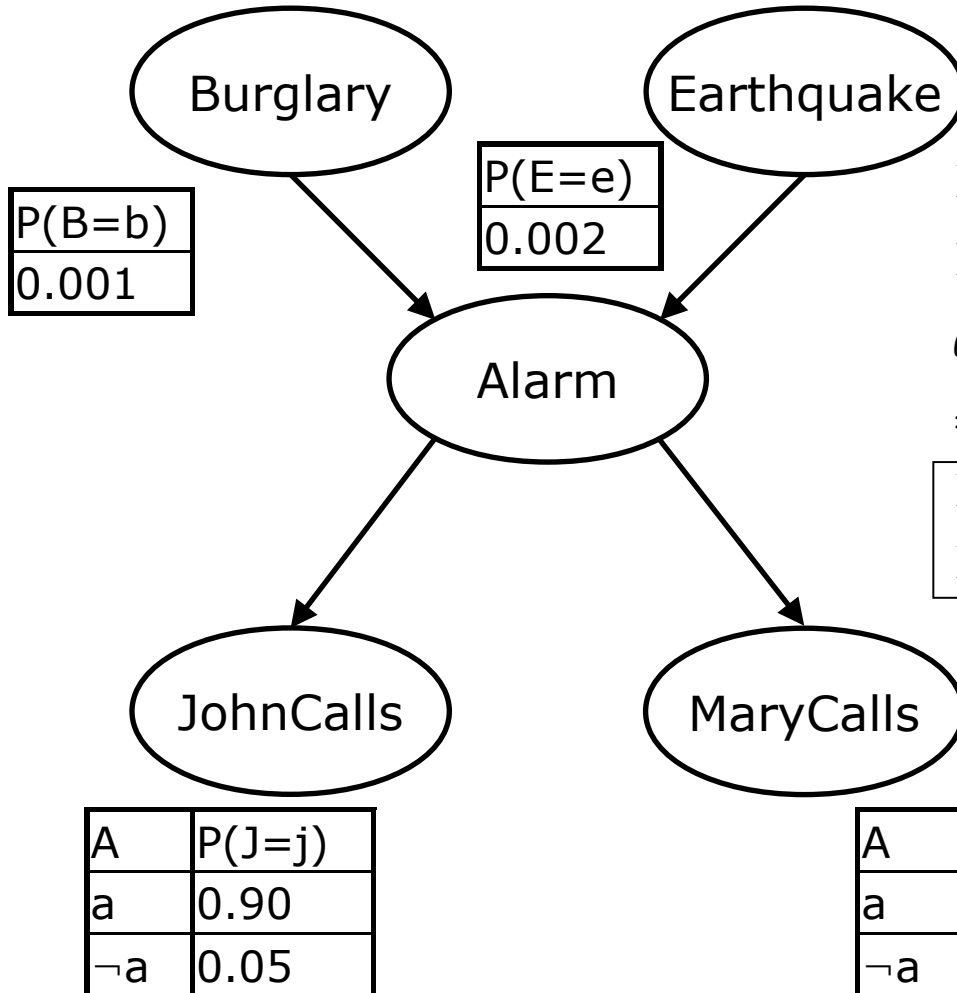 Burglary
Earthquake
P(E=e)
0.002
P(B=b)
0.001
Alarm
JohnCalls
MaryCalls
A P(J=j)
a 0.90
¬a 0.05
A
a
¬a